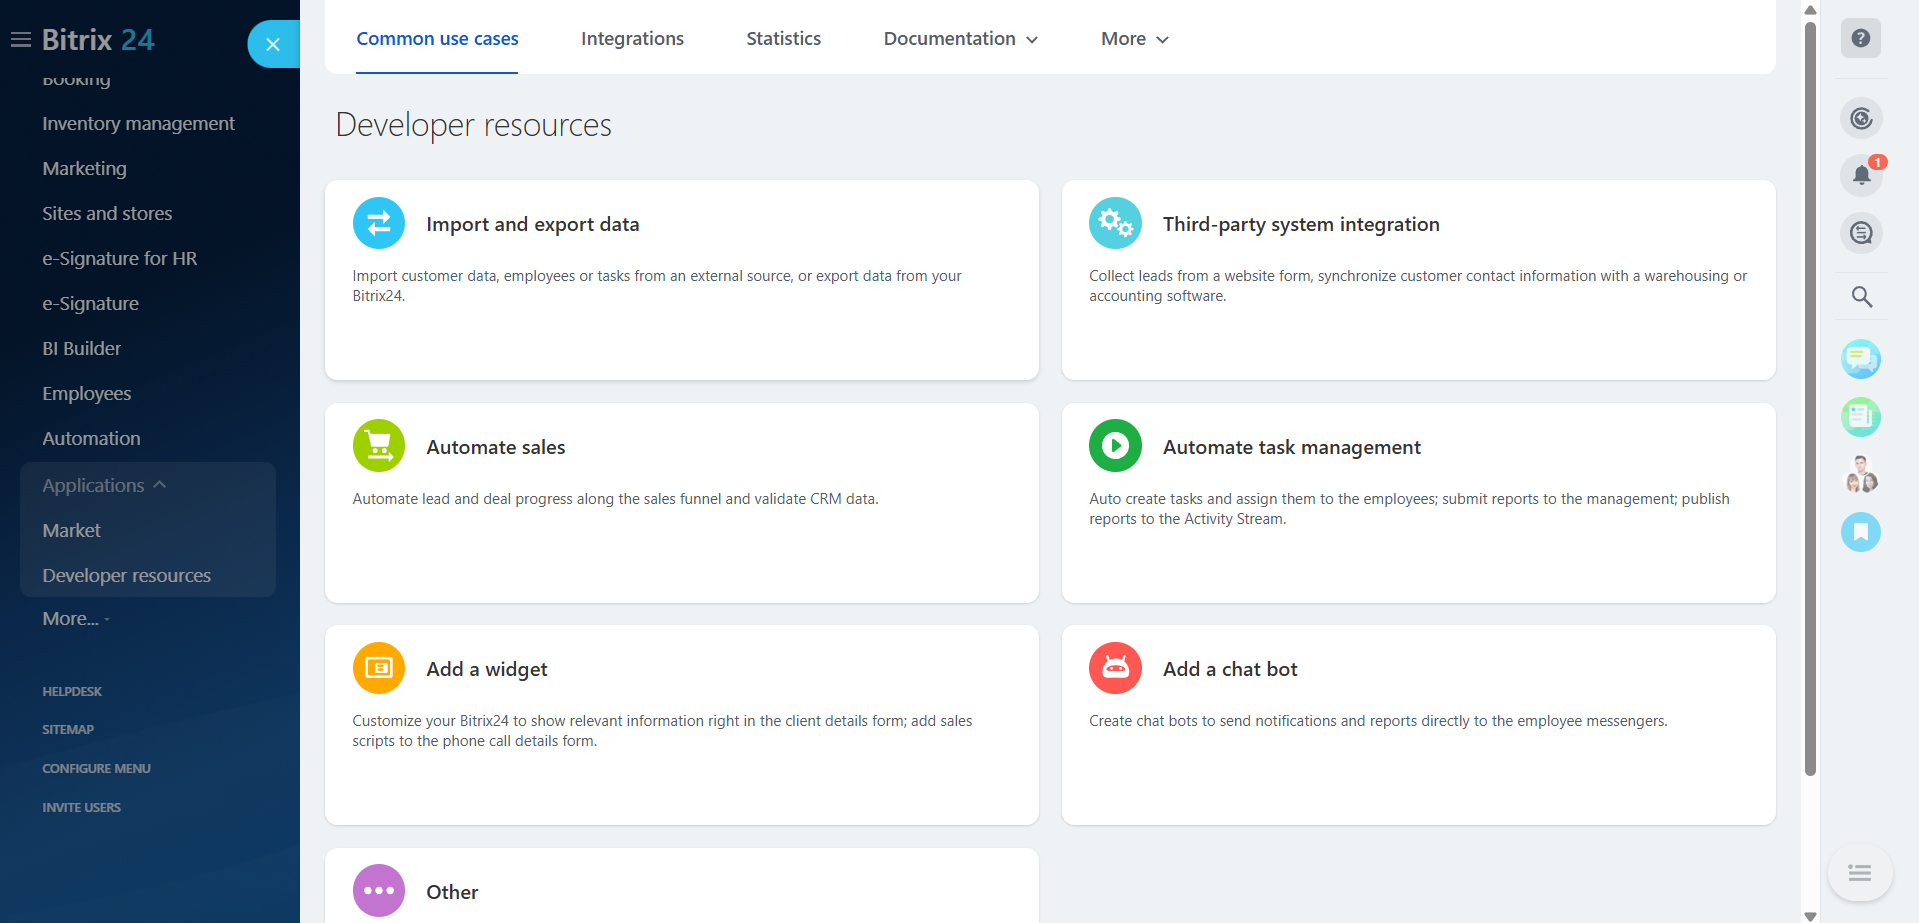 Bitrix 24
Booking
Inventory management
Marketing
Sites and stores
e-Signature for HR
e-Signature
BI Builder
Employees
Automation
Applications
Market
Developer resources
More...
HELPDESK
SITEMAP
CONFIGURE MENU
INVITE USERS
Common use cases
Integrations
Statistics
Documentation
More
Developer resources
Import and export data
Import customer data, employees or tasks from an external source, or export data from your
Bitrix24.
Third-party system integration
Collect leads from a website form, synchronize customer contact information with a warehousing or
accounting software.
Automate sales
Automate lead and deal progress along the sales funnel and validate CRM data.
Automate task management
Auto create tasks and assign them to the employees; submit reports to the management; publish
reports to the Activity Stream.
Add a widget
Customize your Bitrix24 to show relevant information right in the client details form; add sales
scripts to the phone call details form.
Add a chat bot
Create chat bots to send notifications and reports directly to the employee messengers.
Other
?
1